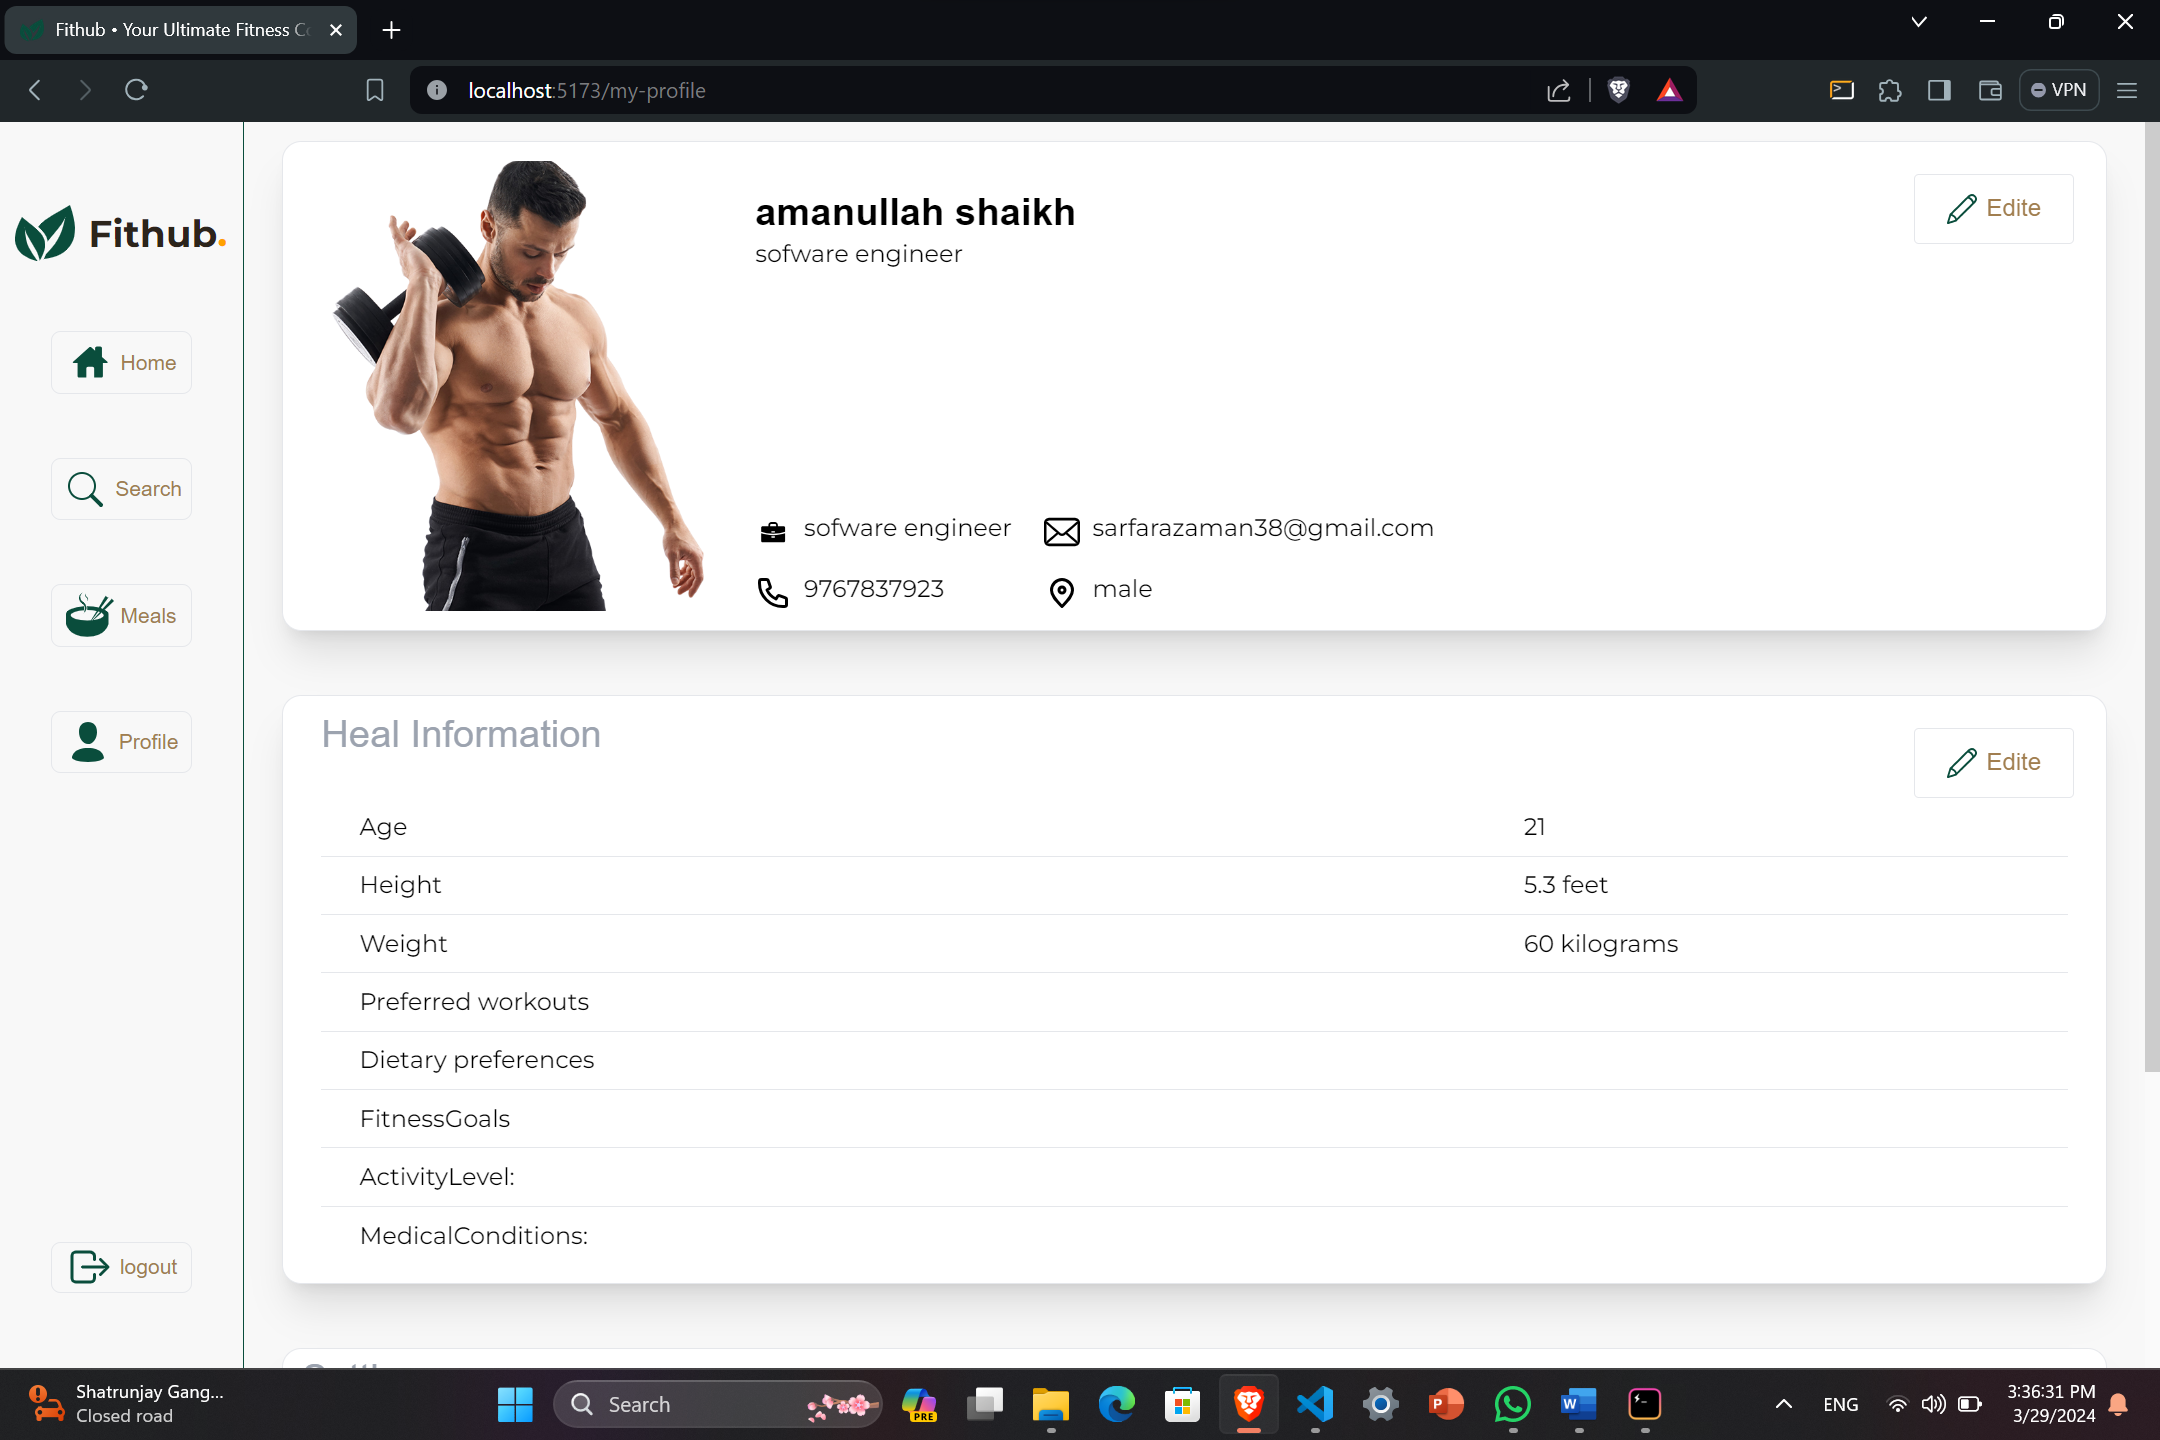 Fithub • Your Ultimate Fitness C
localhost:5173/my-profile
VPN
Fithub.
Home
Search
Meals
Profile
logout
amanullah shaikh
sofware engineer
Edite
sofware engineer
sarfarazaman38@gmail.com
9767837923
male
Heal Information
Edite
Age
21
Height
5.3 feet
Weight
60 kilograms
Preferred workouts
Dietary preferences
FitnessGoals
ActivityLevel:
MedicalConditions:
Shatrunjay Gang...
Closed road
Search
PRE
ENG
3:36:31 PM
3/29/2024